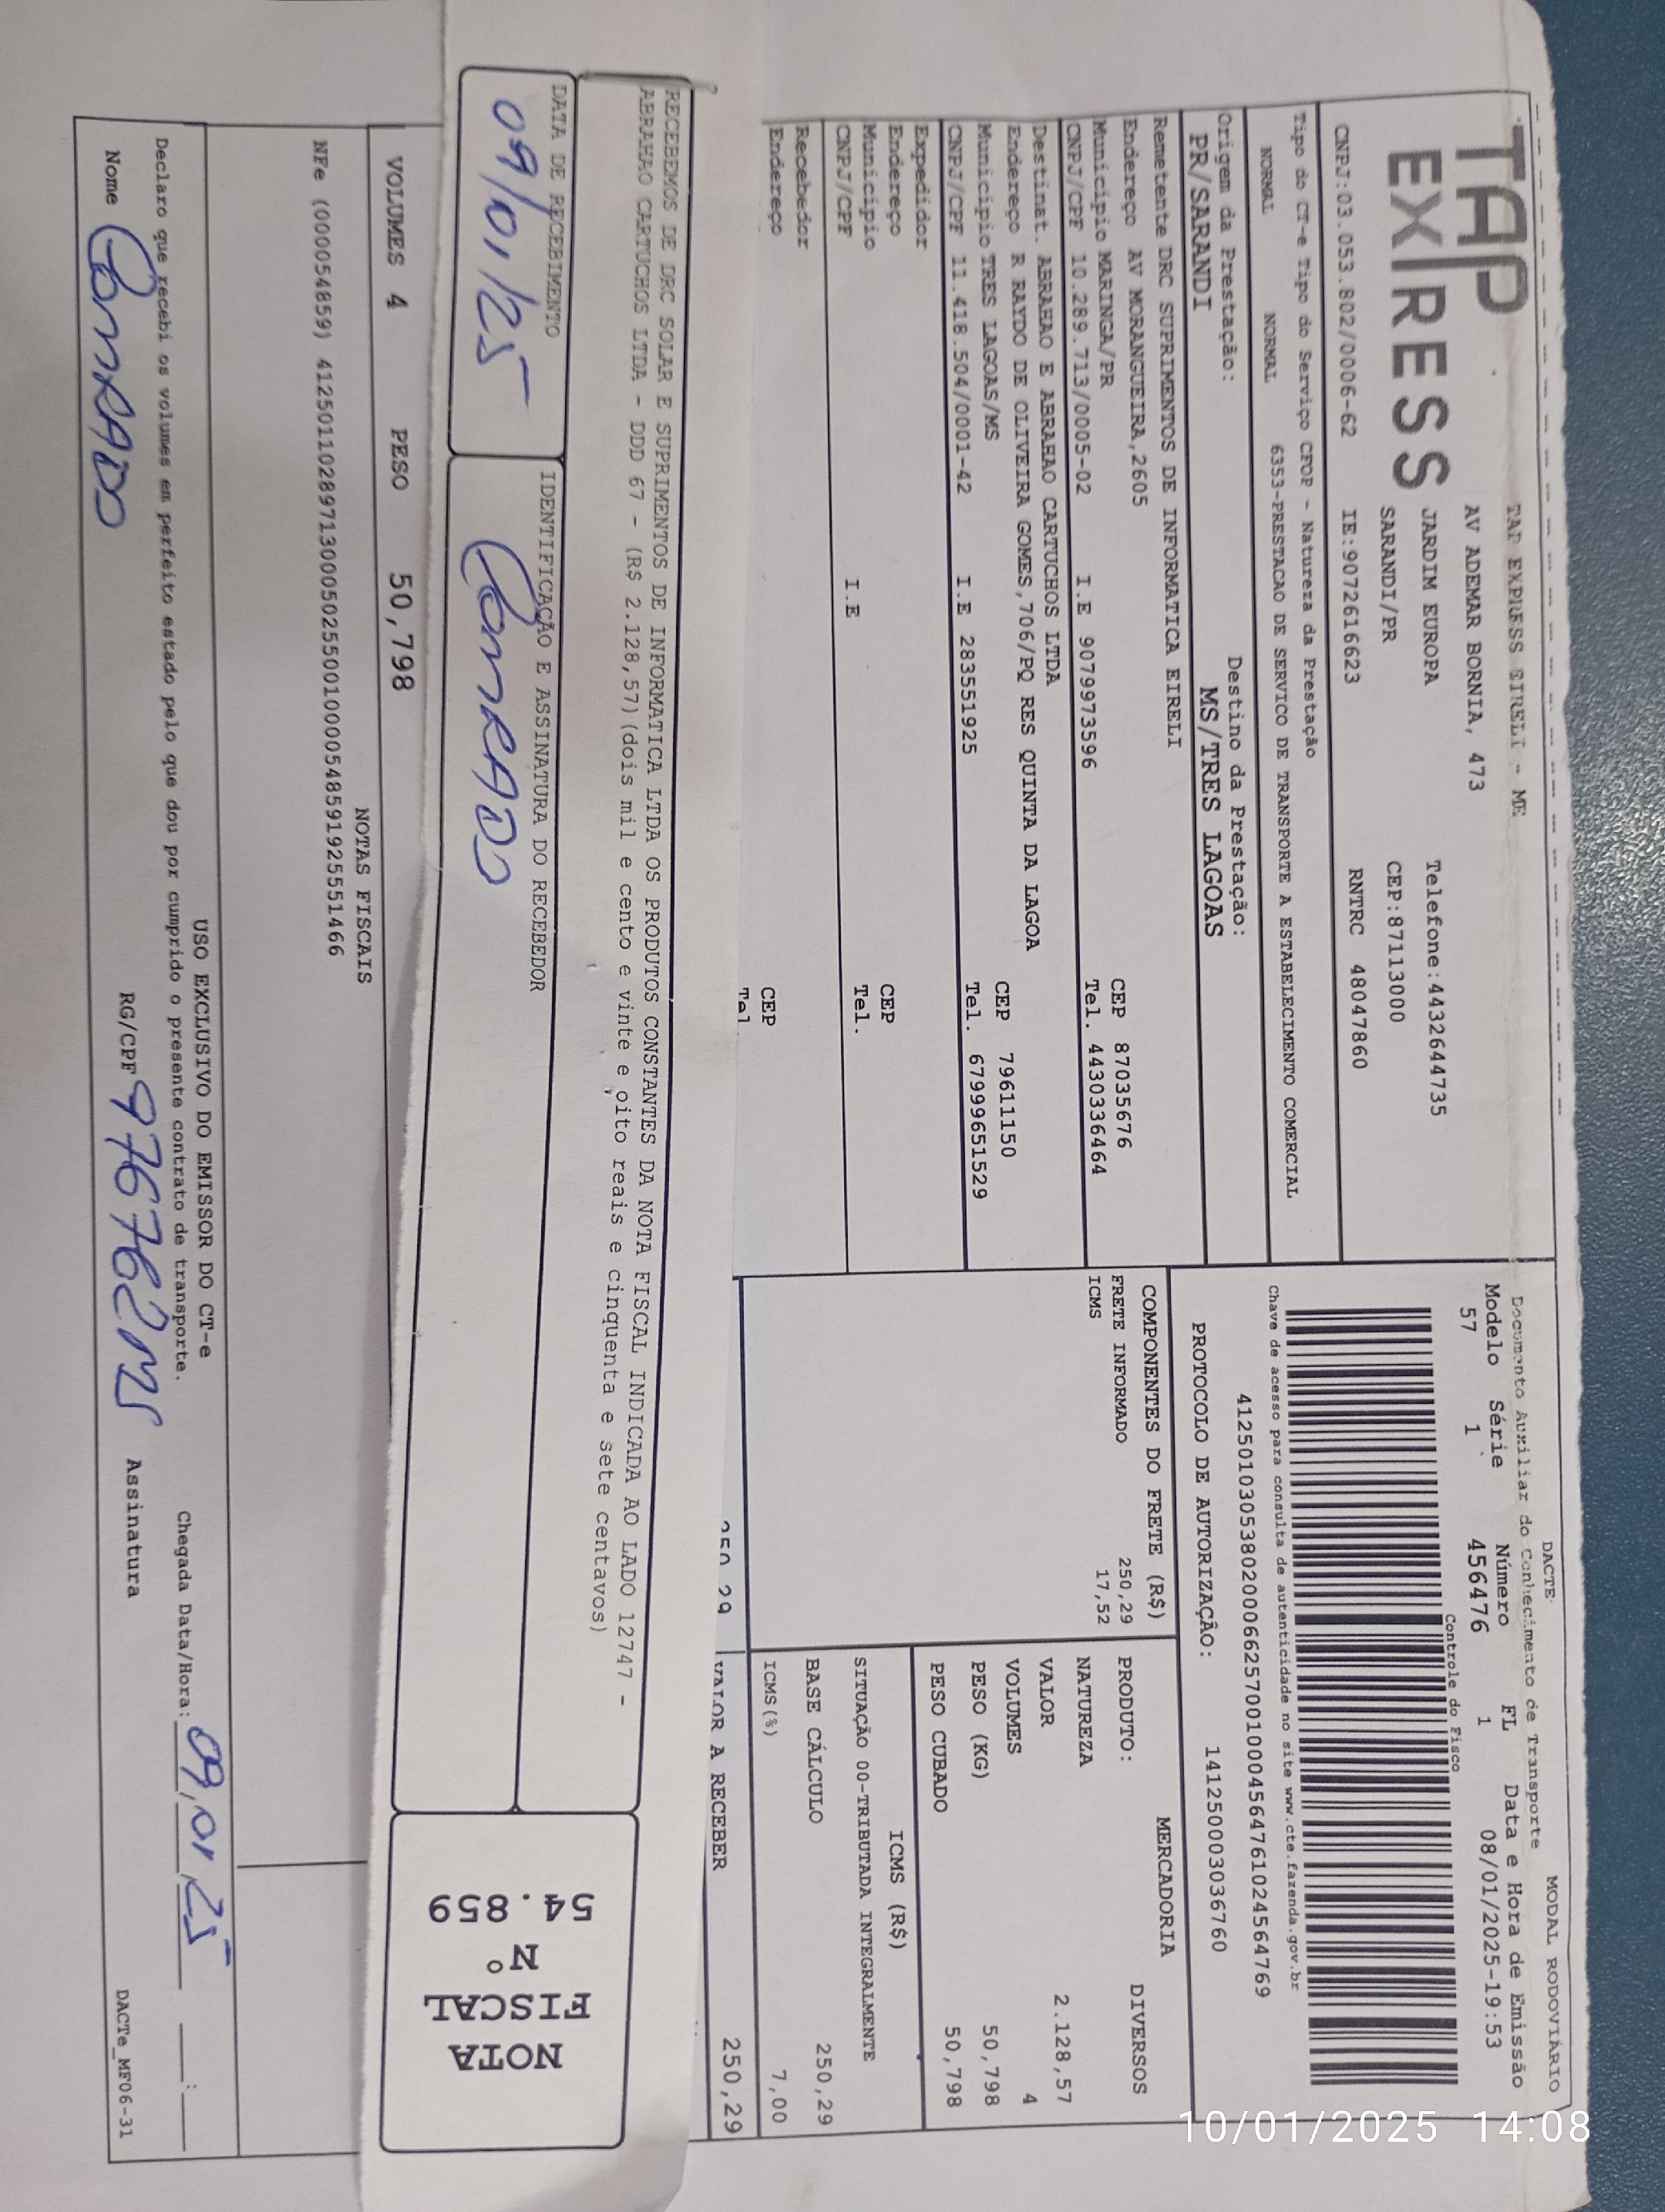 DACTE
MODAL RODOVIÁRIO
TAP
EXPRESS
TAP EXPRESS EIRELI - ME
AV ADEMAR BORNIA, 473
JARDIM EUROPA
Telefone:4432644735
SARANDI/PR
CEP:87113000
CNPJ:03.053.802/0006-62
IE:9072616623
RNTRC 48047860
Documento Auxiliar do Conhecimento de Transporte
Modelo Série Número FL Data e Hora de Emissão
57 1 456476 1 08/01/2025-19:53
Controle do Fisco
Chave de acesso para consulta de autenticidade no site www.cte.fazenda.gov.br
41250103053802000662570010004564761024564769
PROTOCOLO DE AUTORIZAÇÃO: 141250003036760
Tipo do CT-e Tipo do Serviço CFOP - Natureza da Prestação
NORMAL NORMAL 6353-PRESTACAO DE SERVICO DE TRANSPORTE A ESTABELECIMENTO COMERCIAL
Origem da Prestação: Destino da Prestação:
PR/SARANDI MS/TRES LAGOAS
Remetente DRC SUPRIMENTOS DE INFORMATICA EIRELI
Endereço AV MORANGUEIRA,2605
Município MARINGA/PR CEP 87035676
CNPJ/CPF 10.289.713/0005-02 I.E 9079973596 Tel. 4430336464
Destinat. ABRAHAO E ABRAHAO CARTUCHOS LTDA
Endereço R RAYDO DE OLIVEIRA GOMES,706/PQ RES QUINTA DA LAGOA
Município TRES LAGOAS/MS CEP 79611150
CNPJ/CPF 11.418.504/0001-42 I.E 283551925 Tel. 67999651529
Expedidor
Endereço
Município CEP
CNPJ/CPF I.E Tel.
Recebedor
Endereço
CEP
Tel.
COMPONENTES DO FRETE (R$)
FRETE INFORMADO 250,29
ICMS 17,52
250,29
MERCADORIA
PRODUTO: DIVERSOS
NATUREZA
VALOR 2.128,57
VOLUMES 4
PESO (KG) 50,798
PESO CUBADO 50,798
ICMS (R$)
SITUAÇÃO 00-TRIBUTADA INTEGRALMENTE
BASE CÁLCULO 250,29
ICMS(%) 7,00
VALOR A RECEBER 250,29
RECEBEMOS DE DRC SOLAR E SUPRIMENTOS DE INFORMATICA LTDA OS PRODUTOS CONSTANTES DA NOTA FISCAL INDICADA AO LADO 12747 -
ABRAHAO CARTUCHOS LTDA - DDD 67 - (R$ 2.128,57)(dois mil e cento e vinte e oito reais e cinquenta e sete centavos)
DATA DE RECEBIMENTO
09/01/25
IDENTIFICAÇÃO E ASSINATURA DO RECEBEDOR
ConRADO
NOTA
FISCAL
Nº
54.859
VOLUMES 4 PESO 50,798
NOTAS FISCAIS
NFe (000054859) 41250110289713000502550010000548591925551466
USO EXCLUSIVO DO EMISSOR DO CT-e
Declaro que recebi os volumes em perfeito estado pelo que dou por cumprido o presente contrato de transporte.
Chegada Data/Hora: 09/01/25 :
Nome ConRADO RG/CPF 976762MS Assinatura
DACTe_MF06-31
10/01/2025 14:08